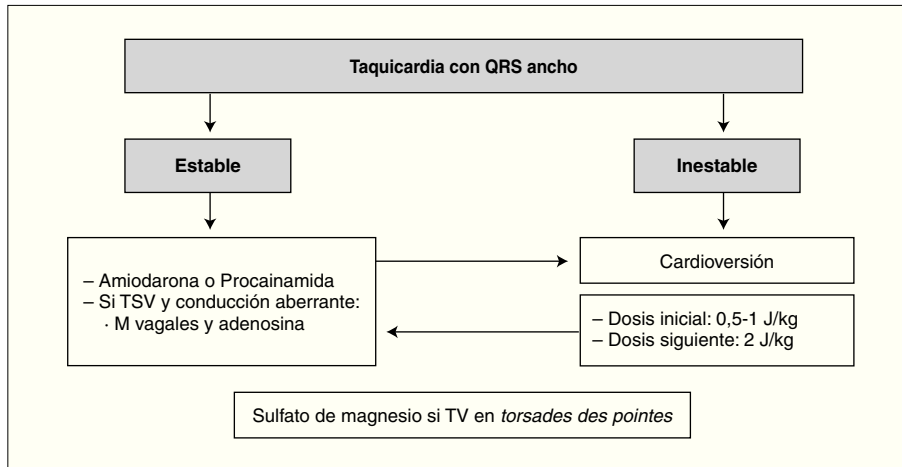 Taquicardia con QRS ancho
Estable
Inestable
– Amiodarona o Procainamida
– Si TSV y conducción aberrante:
· M vagales y adenosina
Cardioversión
– Dosis inicial: 0,5-1 J/kg
– Dosis siguiente: 2 J/kg
Sulfato de magnesio si TV en torsades des pointes